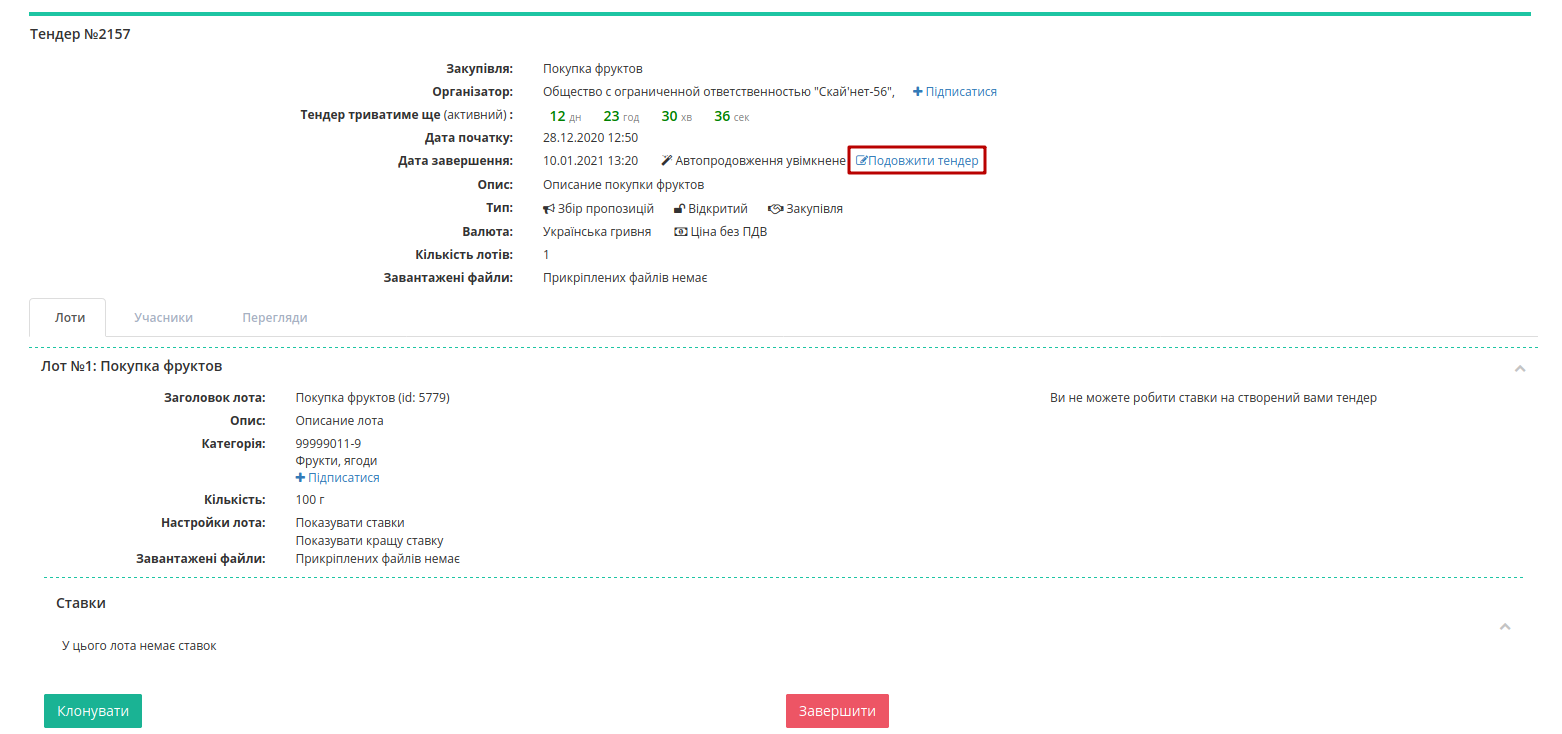 Тендер №2157
Закупівля: Покупка фруктов
Організатор: Общество с ограниченной ответственностью "Скай'нет-56", Підписатися
Тендер триватиме ще (активний) : 12 дн 23 год 30 хв 36 сек
Дата початку: 28.12.2020 12:50
Дата завершення: 10.01.2021 13:20 Автопродовження увімкнене Подовжити тендер
Опис: Описание покупки фруктов
Тип: Збір пропозицій Відкритий Закупівля
Валюта: Українська гривня Ціна без ПДВ
Кількість лотів: 1
Завантажені файли: Прикріплених файлів немає
Лоти Учасники Перегляди
Лот №1: Покупка фруктов
Заголовок лота: Покупка фруктов (id: 5779) Ви не можете робити ставки на створений вами тендер
Опис: Описание лота
Категорія: 99999011-9
Фрукти, ягоди
Підписатися
Кількість: 100 г
Настройки лота: Показувати ставки
Показувати кращу ставку
Завантажені файли: Прикріплених файлів немає
Ставки
У цього лота немає ставок
Клонувати Завершити